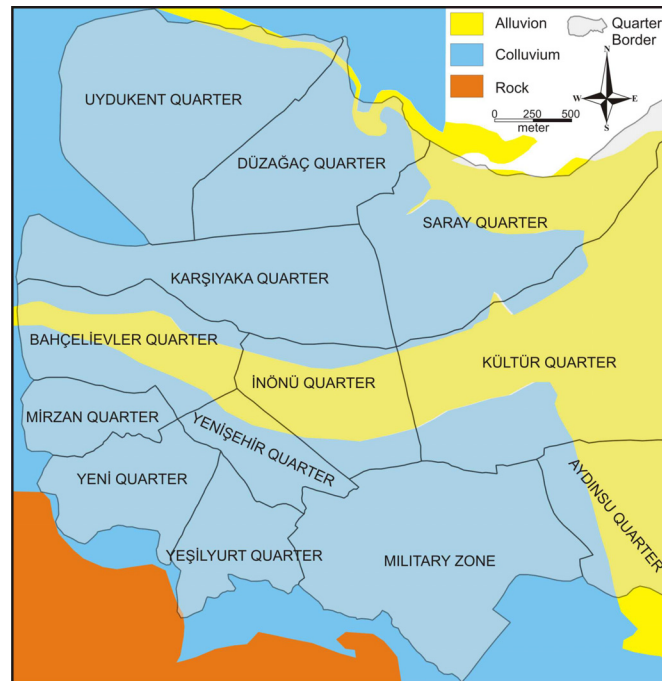 Alluvion
Quarter
Border
Colluvium
Rock
N
W E
S
0 250 500
meter
UYDUKENT QUARTER
DÜZAĞAÇ QUARTER
SARAY QUARTER
KARŞIYAKA QUARTER
BAHÇELİEVLER QUARTER
İNÖNÜ QUARTER
KÜLTÜR QUARTER
MİRZAN QUARTER
YENİŞEHİR QUARTER
YENİ QUARTER
AYDINSU QUARTER
YEŞİLYURT QUARTER
MILITARY ZONE